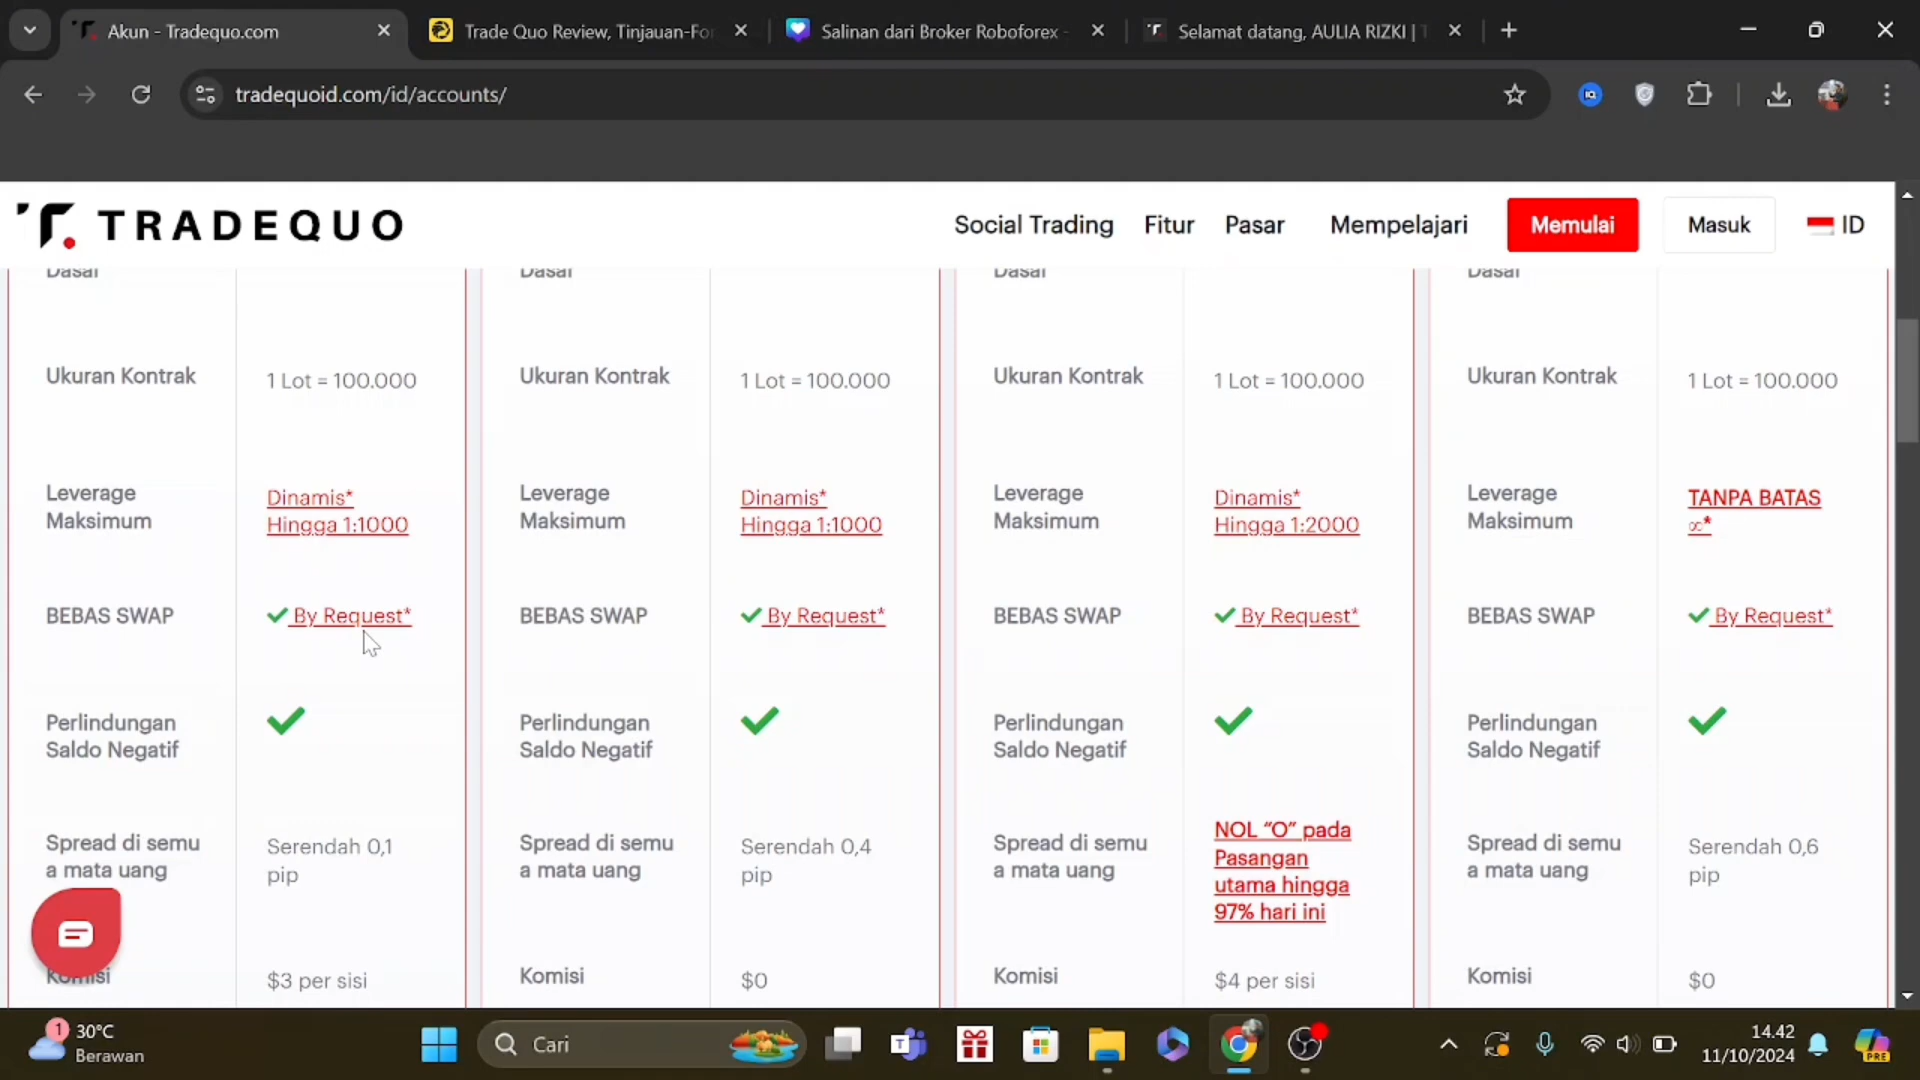 Akun - Tradequo.com
Trade Quo Review, Tinjauan-Fo
Salinan dari Broker Roboforex -
Selamat datang, AULIA RIZKI | T
tradequoid.com/id/accounts/
TRADEQUO
Social Trading
Fitur
Pasar
Mempelajari
Memulai
Masuk
ID
Dasar
Dasar
Dasar
Dasar
Ukuran Kontrak
1 Lot = 100.000
Ukuran Kontrak
1 Lot = 100.000
Ukuran Kontrak
1 Lot = 100.000
Ukuran Kontrak
1 Lot = 100.000
Leverage
Maksimum
Dinamis*
Hingga 1:1000
Leverage
Maksimum
Dinamis*
Hingga 1:1000
Leverage
Maksimum
Dinamis*
Hingga 1:2000
Leverage
Maksimum
TANPA BATAS
∞*
BEBAS SWAP
By Request*
BEBAS SWAP
By Request*
BEBAS SWAP
By Request*
BEBAS SWAP
By Request*
Perlindungan
Saldo Negatif
Perlindungan
Saldo Negatif
Perlindungan
Saldo Negatif
Perlindungan
Saldo Negatif
Spread di semu
a mata uang
Serendah 0,1
pip
Spread di semu
a mata uang
Serendah 0,4
pip
Spread di semu
a mata uang
NOL “O” pada
Pasangan
utama hingga
97% hari ini
Spread di semu
a mata uang
Serendah 0,6
pip
Komisi
$3 per sisi
Komisi
$0
Komisi
$4 per sisi
Komisi
$0
1
30°C
Berawan
Cari
14.42
11/10/2024
PRE